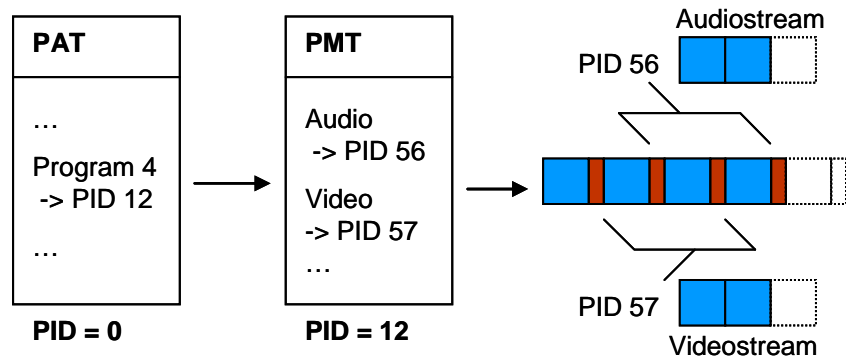 PAT
...
Program 4
-> PID 12
...
PID = 0
PMT
Audio
-> PID 56
Video
-> PID 57
...
PID = 12
Audiostream
PID 56
PID 57
Videostream